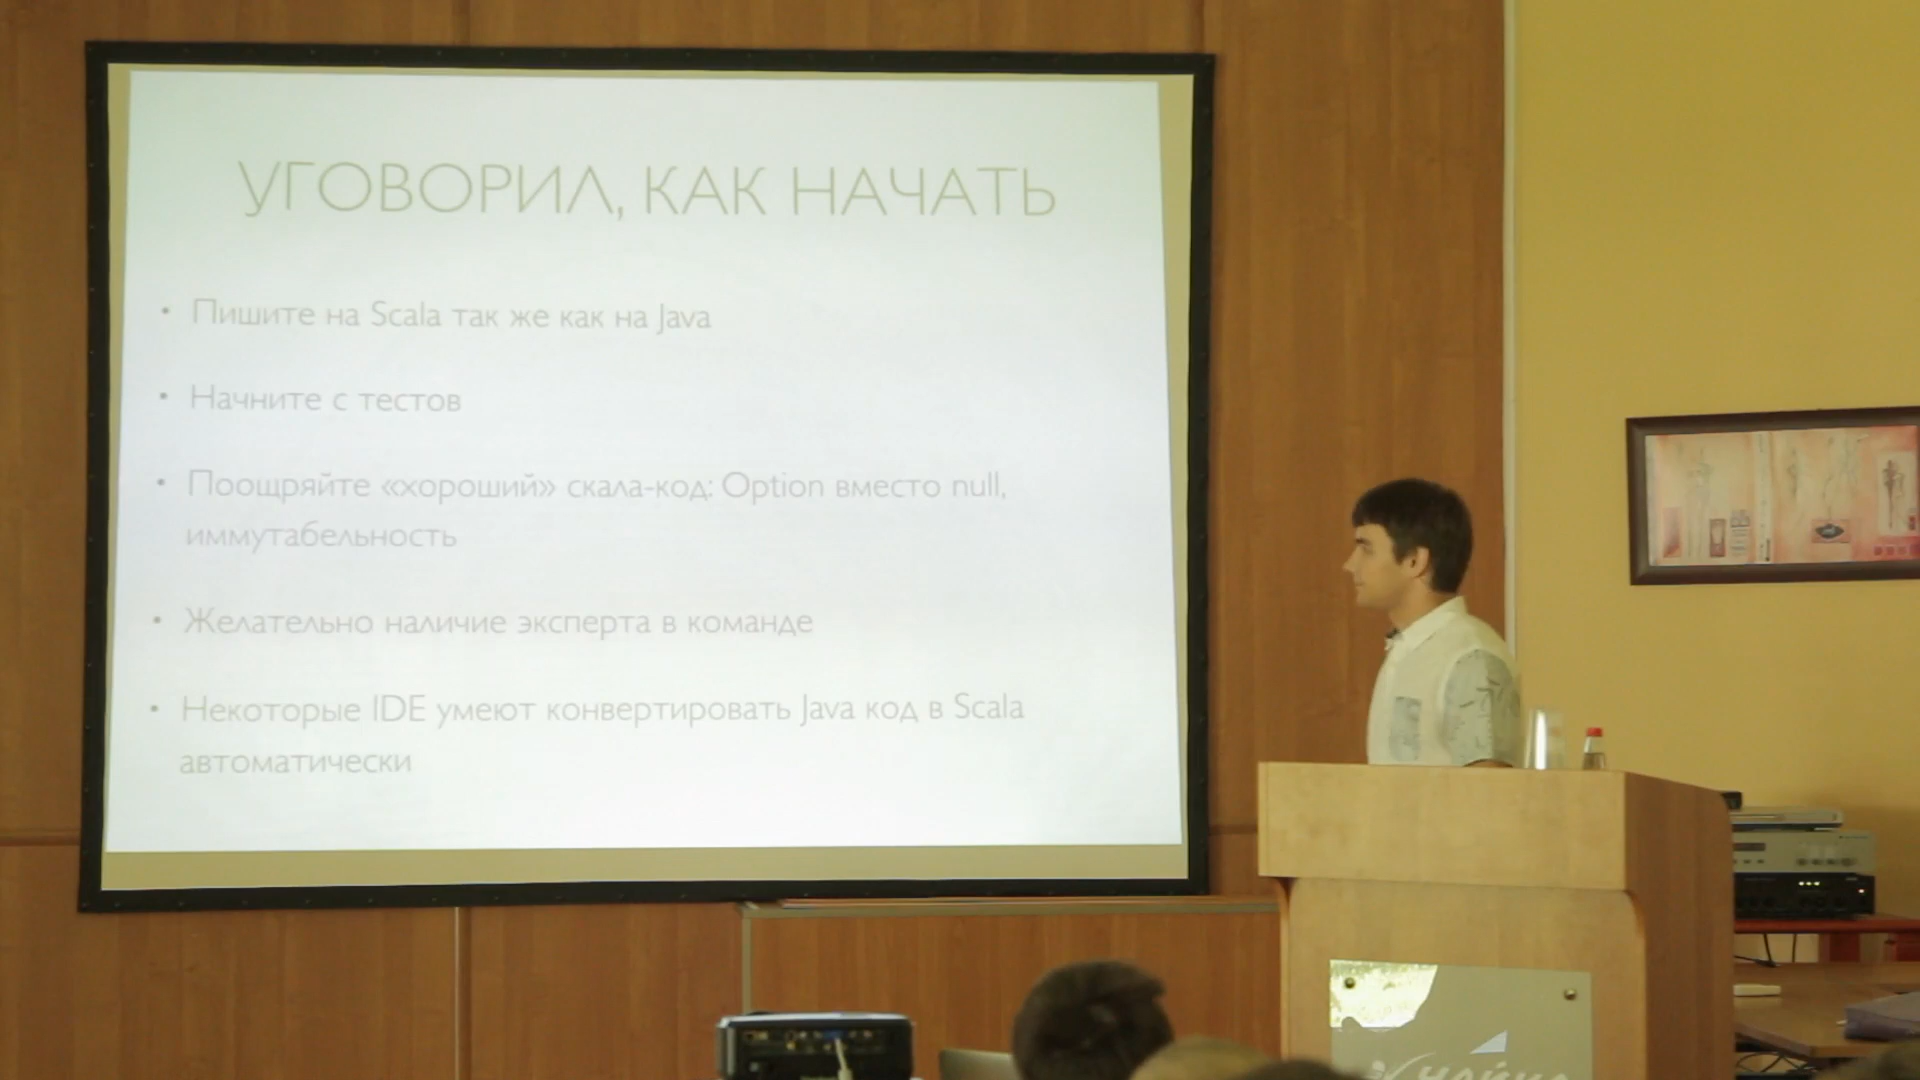 УГОВОРИЛ, КАК НАЧАТЬ
• Пишите на Scala так же как на Java
• Начните с тестов
• Поощряйте «хороший» скала-код: Option вместо null,
иммутабельность
• Желательно наличие эксперта в команде
• Некоторые IDE умеют конвертировать Java код в Scala
автоматически